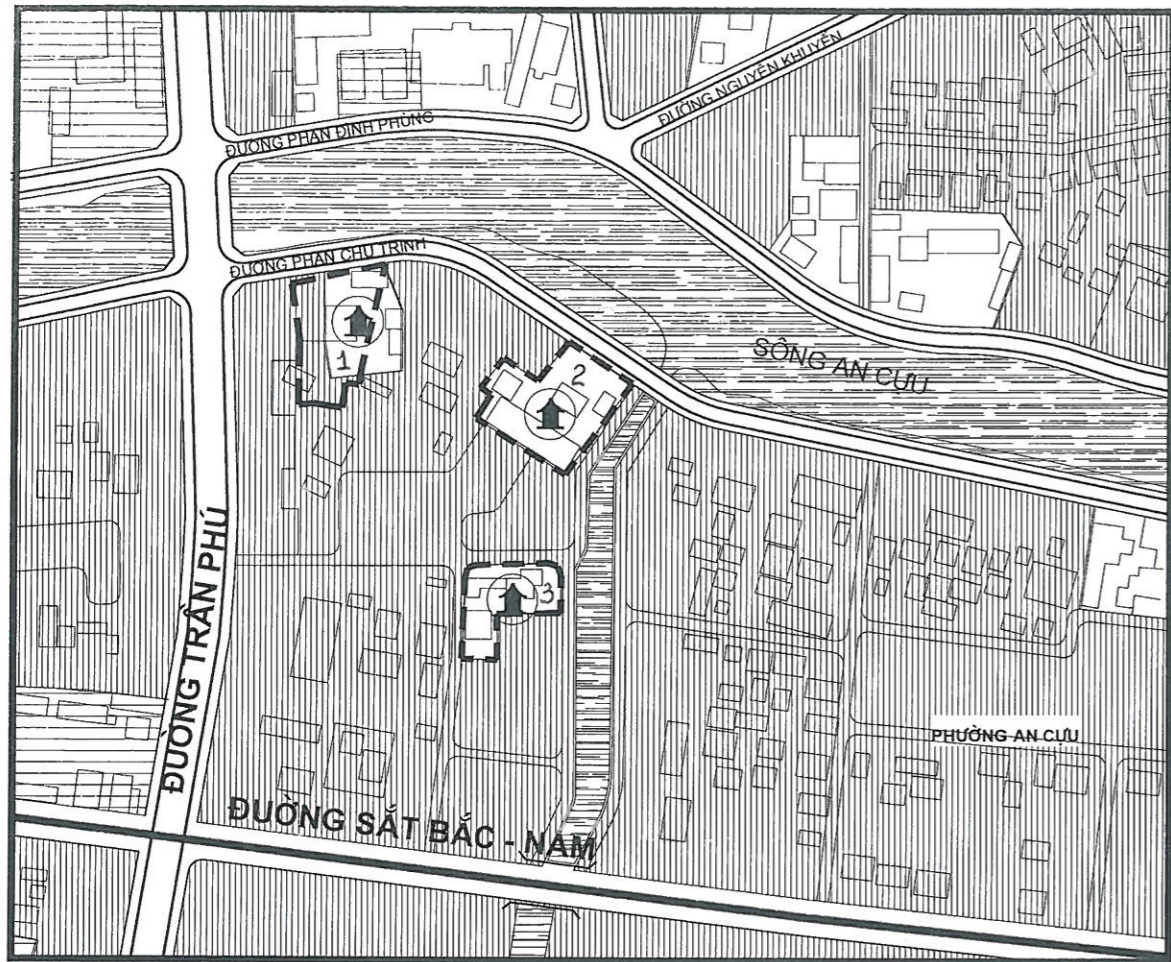 ĐƯỜNG NGUYỄN KHUYẾN
ĐƯỜNG PHAN ĐÌNH PHÙNG
ĐƯỜNG PHAN CHU TRINH
SÔNG AN CỰU
1
2
3
ĐƯỜNG TRẦN PHÚ
PHƯỜNG AN CỰU
ĐƯỜNG SẮT BẮC - NAM